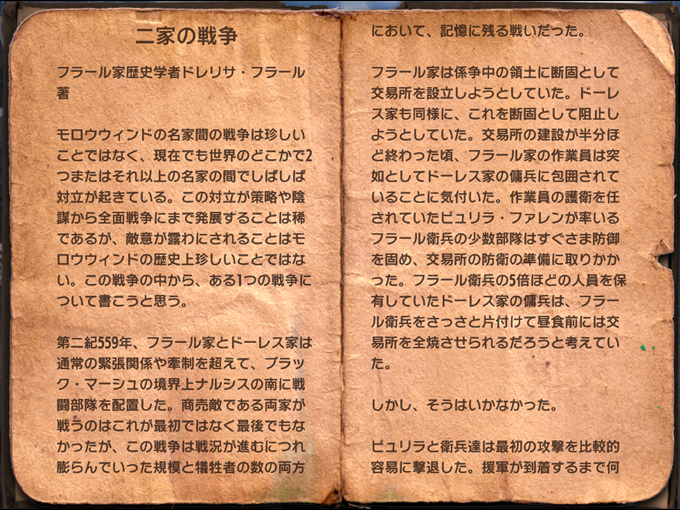 二家の戦争
フラール家歴史学者ドレリサ・フラール
著
モロウウィンドの名家間の戦争は珍しい
ことではなく、現在でも世界のどこかで2
つまたはそれ以上の名家の間でしばしば
対立が起きている。この対立が策略や陰
謀から全面戦争にまで発展することは稀
であるが、敵意が露わにされることはモ
ロウウィンドの歴史上珍しいことではな
い。この戦争の中から、ある1つの戦争に
ついて書こうと思う。
第二紀559年、フラール家とドーレス家は
通常の緊張関係や牽制を超えて、ブラッ
ク・マーシュの境界上ナルシスの南に戦
闘部隊を配置した。商売敵である両家が
戦うのはこれが最初ではなく最後でもな
かったが、この戦争は戦況が進むにつれ
膨らんでいった規模と犠牲者の数の両方
において、記憶に残る戦いだった。
フラール家は係争中の領土に断固として
交易所を設立しようとしていた。ドーレ
ス家も同様に、これを断固として阻止し
ようとしていた。交易所の建設が半分ほ
ど終わった頃、フラール家の作業員は突
如としてドーレス家の傭兵に包囲されて
いることに気付いた。作業員の護衛を任
されていたピュリラ・ファレンが率いる
フラール衛兵の少数部隊はすぐさま防御
を固め、交易所の防衛の準備に取りかか
った。フラール衛兵の5倍ほどの人員を保
有していたドーレス家の傭兵は、フラー
ル衛兵をさっさと片付けて昼食前には交
易所を全焼させられるだろうと考えてい
た。
しかし、そうはいかなかった。
ピュリラと衛兵達は最初の攻撃を比較的
容易に撃退した。援軍が到着するまで何